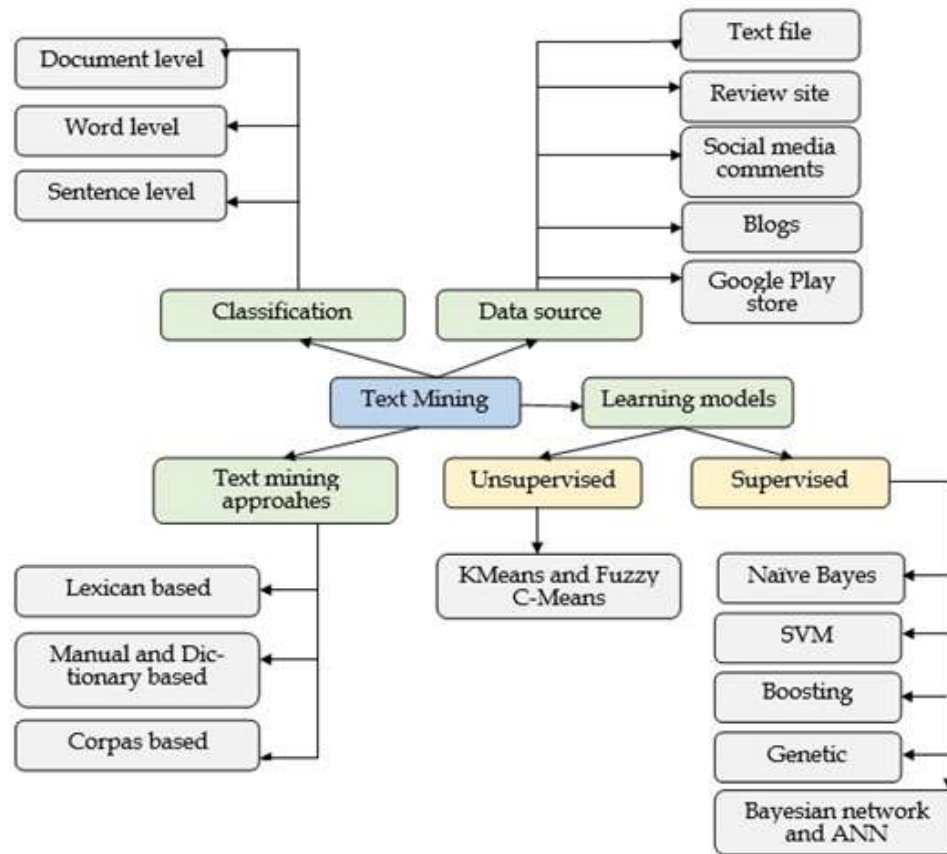 Document level
Word level
Sentence level
Text file
Review site
Social media
comments
Blogs
Google Play
store
Classification
Data source
Text Mining
Learning models
Text mining
approahes
Unsupervised
Supervised
Lexican based
Manual and Dic-
tionary based
Corpas based
KMeans and Fuzzy
C-Means
Naïve Bayes
SVM
Boosting
Genetic
Bayesian network
and ANN